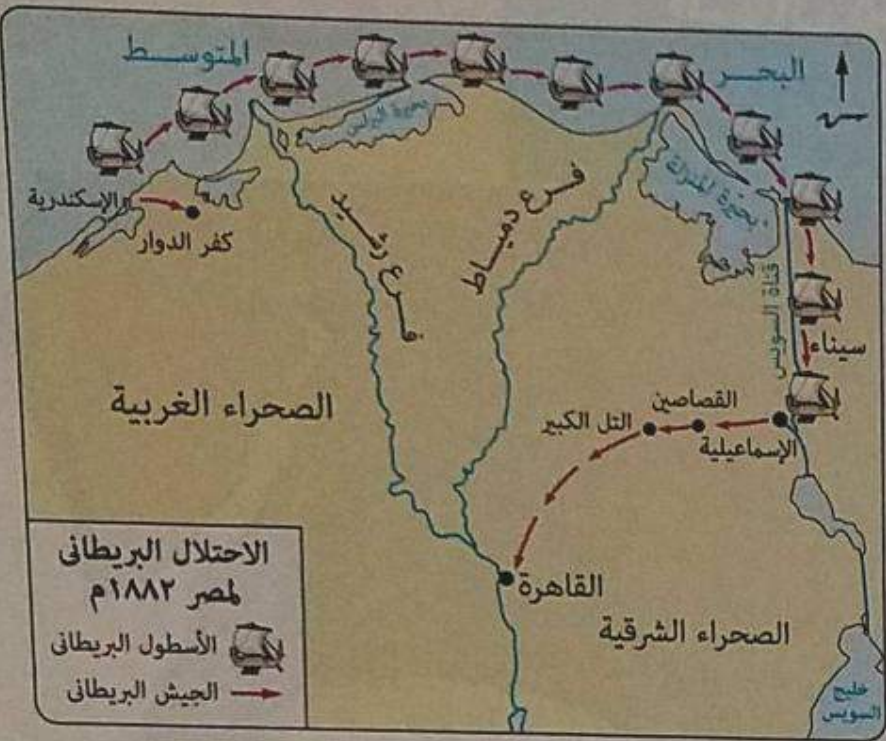 البحر
المتوسط
بحيرة البرلس
بحيرة المنزلة
الإسكندرية
كفر الدوار
فرع رشيد
فرع دمياط
قناة السويس
سيناء
القصاصين
التل الكبير
الإسماعيلية
الصحراء الغربية
القاهرة
الصحراء الشرقية
خليج
السويس
الاحتلال البريطانى
لمصر ١٨٨٢م
الأسطول البريطانى
الجيش البريطانى